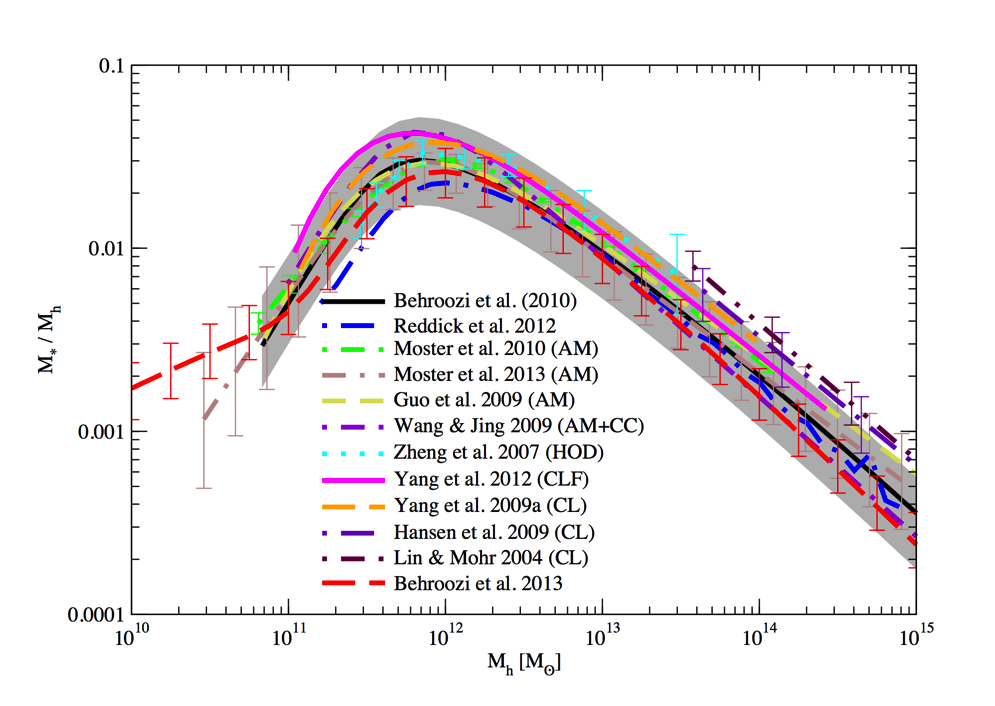 0.1
0.01
0.001
0.0001
M* / Mh
Behroozi et al. (2010)
Reddick et al. 2012
Moster et al. 2010 (AM)
Moster et al. 2013 (AM)
Guo et al. 2009 (AM)
Wang & Jing 2009 (AM+CC)
Zheng et al. 2007 (HOD)
Yang et al. 2012 (CLF)
Yang et al. 2009a (CL)
Hansen et al. 2009 (CL)
Lin & Mohr 2004 (CL)
Behroozi et al. 2013
10^10 10^11 10^12 10^13 10^14 10^15
Mh [M⊙]